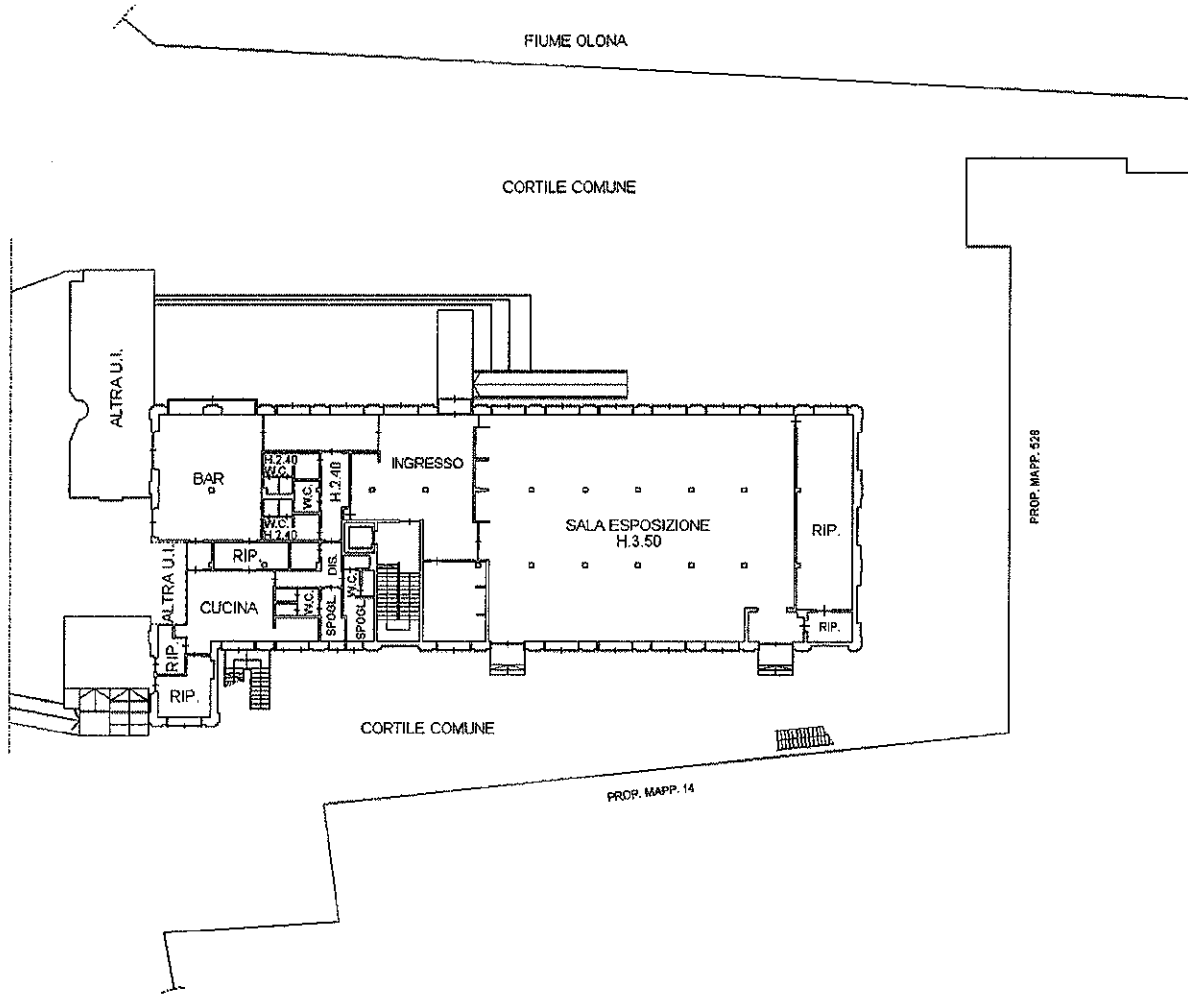 FIUME OLONA
CORTILE COMUNE
ALTRA U.I.
PROP. MAPP. 528
BAR
H.2.40
W.C.
W.C.
W.C.
H.2.40
H.2.40
INGRESSO
SALA ESPOSIZIONE
H.3.50
RIP.
RIP.
DIS.
ALTRA U.I.
CUCINA
W.C.
SPOGL.
W.C.
SPOGL.
RIP.
RIP.
RIP.
CORTILE COMUNE
PROP. MAPP. 14